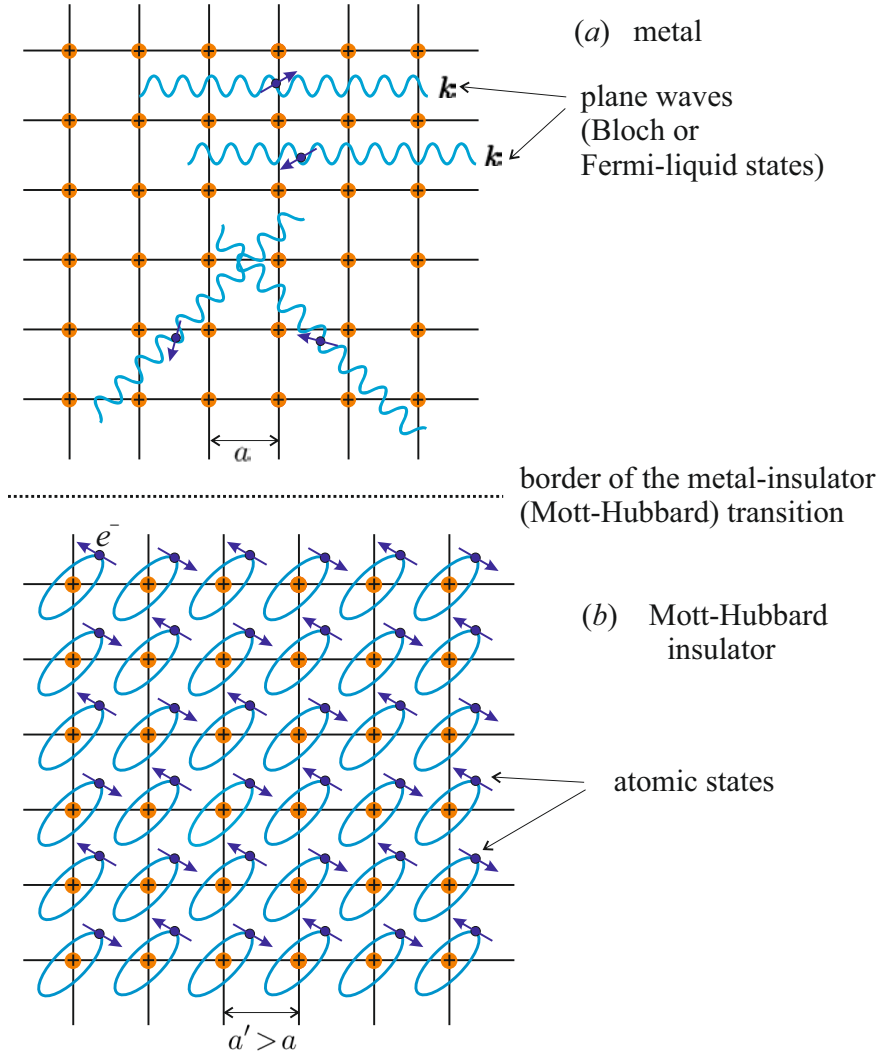 (a) metal
k
plane waves
(Bloch or
Fermi-liquid states)
k
a
border of the metal-insulator
(Mott-Hubbard) transition
e⁻
(b) Mott-Hubbard
insulator
atomic states
a′ > a